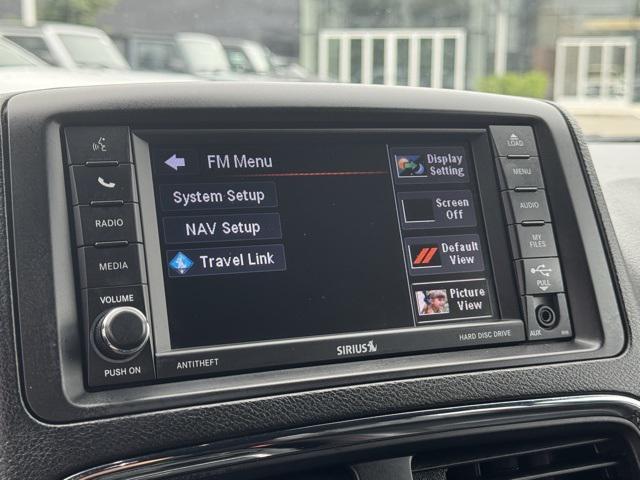 FM Menu
System Setup
NAV Setup
Travel Link
Display
Setting
Screen
Off
Default
View
Picture
View
RADIO
MEDIA
VOLUME
PUSH ON
LOAD
MENU
AUDIO
MY
FILES
PULL
AUX
ANTITHEFT
SIRIUS
HARD DISC DRIVE